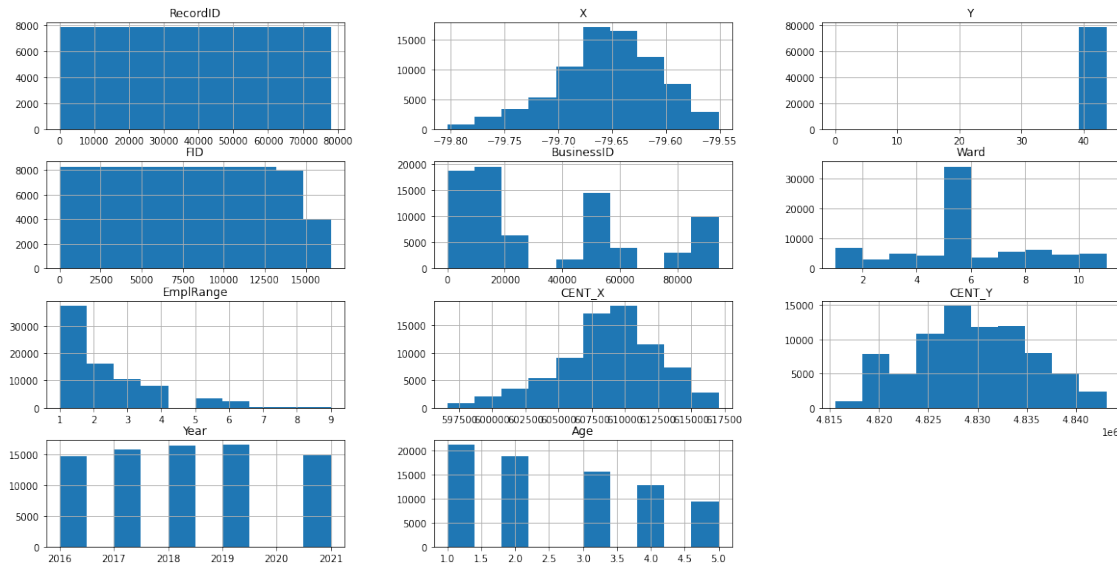 RecordID
8000
6000
4000
2000
0
0 10000 20000 30000 40000 50000 60000 70000 80000
X
15000
10000
5000
0
−79.80 −79.75 −79.70 −79.65 −79.60 −79.55
Y
80000
60000
40000
20000
0
0 10 20 30 40
FID
8000
6000
4000
2000
0
0 2500 5000 7500 10000 12500 15000
BusinessID
20000
15000
10000
5000
0
0 20000 40000 60000 80000
Ward
30000
20000
10000
0
2 4 6 8 10
EmplRange
30000
20000
10000
0
1 2 3 4 5 6 7 8 9
CENT_X
15000
10000
5000
0
597500 600000 602500 605000 607500 610000 612500 615000 617500
CENT_Y
15000
10000
5000
0
4.815 4.820 4.825 4.830 4.835 4.840
1e6
Year
15000
10000
5000
0
2016 2017 2018 2019 2020 2021
Age
20000
15000
10000
5000
0
1.0 1.5 2.0 2.5 3.0 3.5 4.0 4.5 5.0